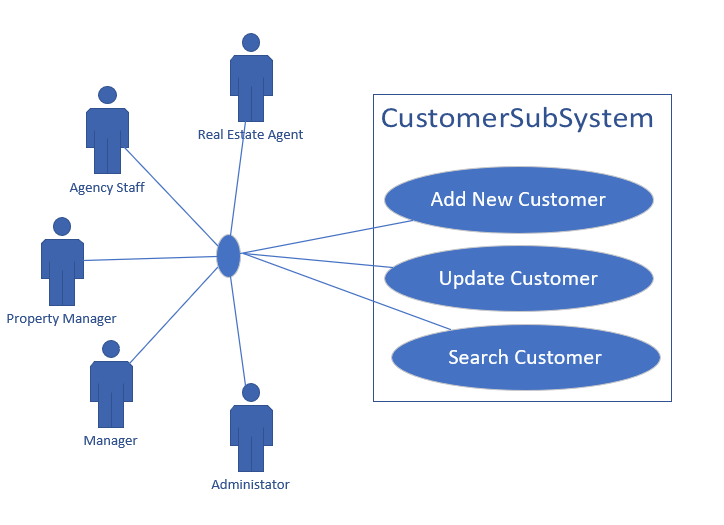 Real Estate Agent
CustomerSubSystem
Agency Staff
Add New Customer
Update Customer
Property Manager
Search Customer
Manager
Administator